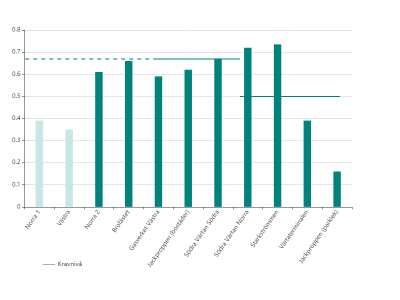 0.8
0.7
0.6
0.5
0.4
0.3
0.2
0.1
0
Norra 1
Västra
Norra 2
Brofästet
Gasverket Västra
Jackproppen (bostäder)
Södra Värtan Södra
Södra Värtan Norra
Starkströmmen
Värtaterminalen
Jackproppen (parklek)
Kravnivå